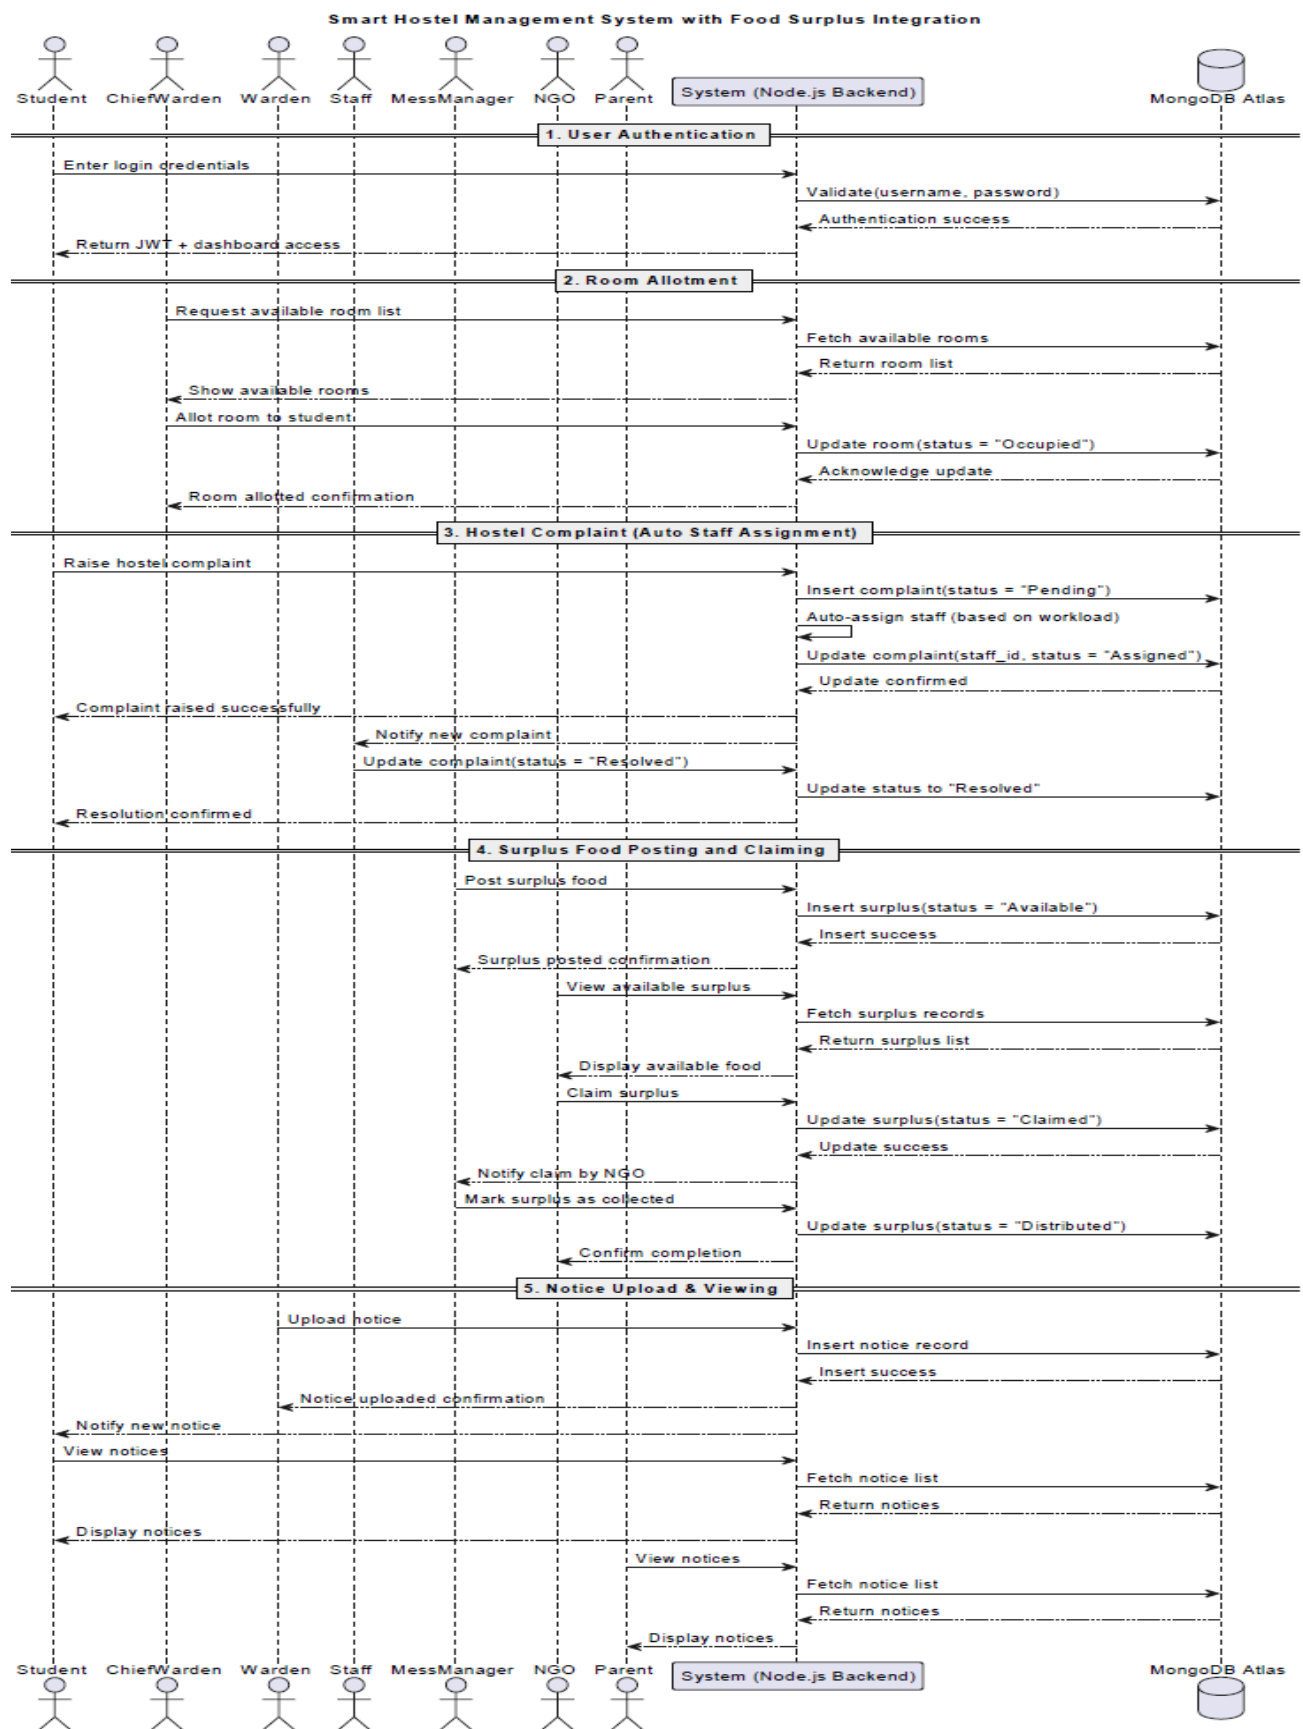 Smart Hostel Management System with Food Surplus Integration
Student ChiefWarden Warden Staff MessManager NGO Parent System (Node.js Backend) MongoDB Atlas
1. User Authentication
Enter login credentials
Validate(username, password)
Authentication success
Return JWT + dashboard access
2. Room Allotment
Request available room list
Fetch available rooms
Return room list
Show available rooms
Allot room to student
Update room(status = "Occupied")
Acknowledge update
Room allotted confirmation
3. Hostel Complaint (Auto Staff Assignment)
Raise hostel complaint
Insert complaint(status = "Pending")
Auto-assign staff (based on workload)
Update complaint(staff_id, status = "Assigned")
Update confirmed
Complaint raised successfully
Notify new complaint
Update complaint(status = "Resolved")
Update status to "Resolved"
Resolution confirmed
4. Surplus Food Posting and Claiming
Post surplus food
Insert surplus(status = "Available")
Insert success
Surplus posted confirmation
View available surplus
Fetch surplus records
Return surplus list
Display available food
Claim surplus
Update surplus(status = "Claimed")
Update success
Notify claim by NGO
Mark surplus as collected
Update surplus(status = "Distributed")
Confirm completion
5. Notice Upload & Viewing
Upload notice
Insert notice record
Insert success
Notice uploaded confirmation
Notify new notice
View notices
Fetch notice list
Return notices
Display notices
View notices
Fetch notice list
Return notices
Display notices
Student ChiefWarden Warden Staff MessManager NGO Parent System (Node.js Backend) MongoDB Atlas